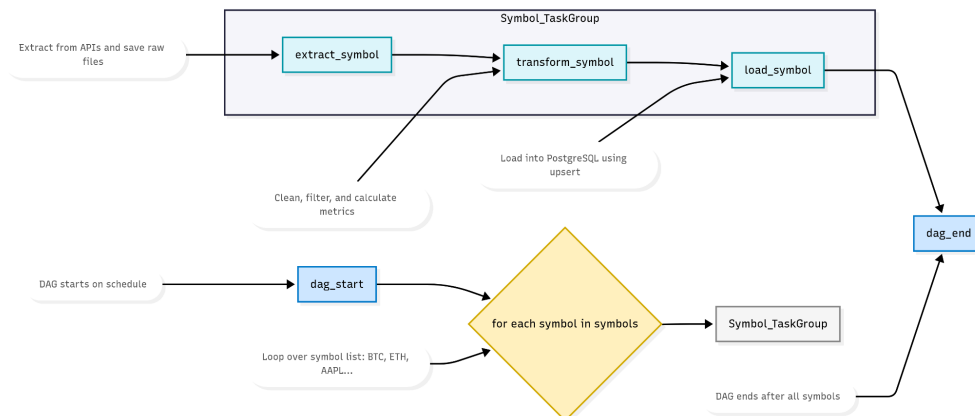 Symbol_TaskGroup
Extract from APIs and save raw
files
extract_symbol
transform_symbol
load_symbol
Load into PostgreSQL using
upsert
Clean, filter, and calculate
metrics
dag_end
DAG starts on schedule
dag_start
for each symbol in symbols
Symbol_TaskGroup
Loop over symbol list: BTC, ETH,
AAPL...
DAG ends after all symbols